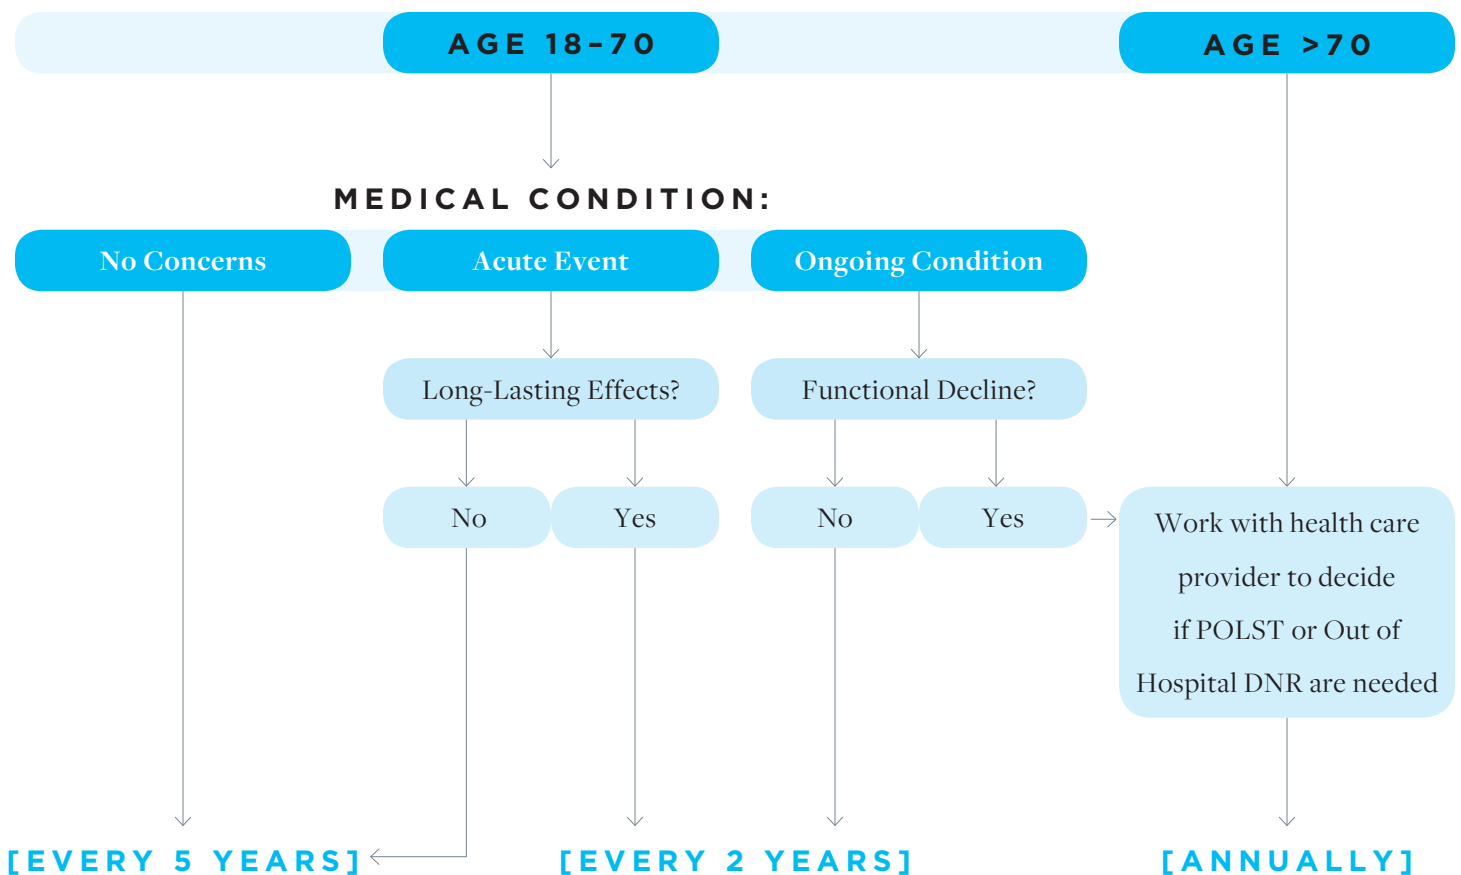 AGE 18-70
AGE >70
MEDICAL CONDITION:
No Concerns
Acute Event
Ongoing Condition
Long-Lasting Effects?
Functional Decline?
No
Yes
No
Yes
Work with health care
provider to decide
if POLST or Out of
Hospital DNR are needed
[EVERY 5 YEARS]
[EVERY 2 YEARS]
[ANNUALLY]